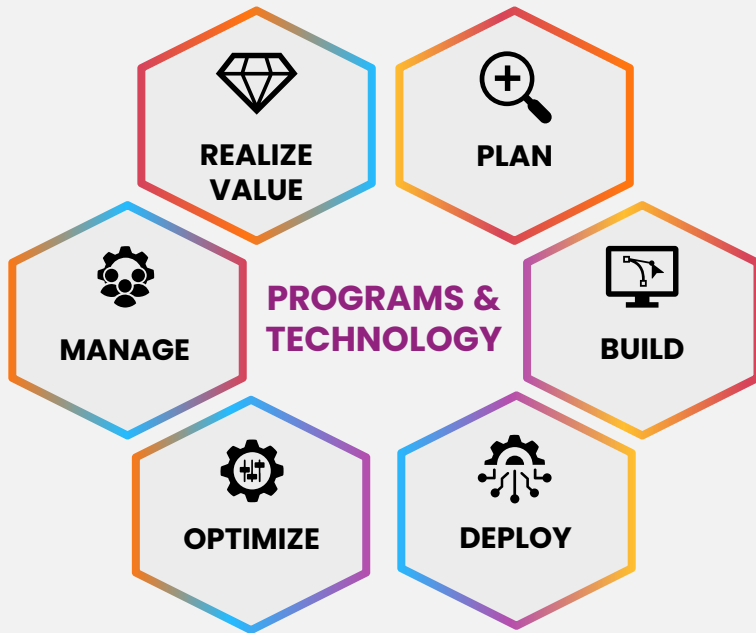 REALIZE
VALUE
PLAN
MANAGE
PROGRAMS &
TECHNOLOGY
BUILD
OPTIMIZE
DEPLOY